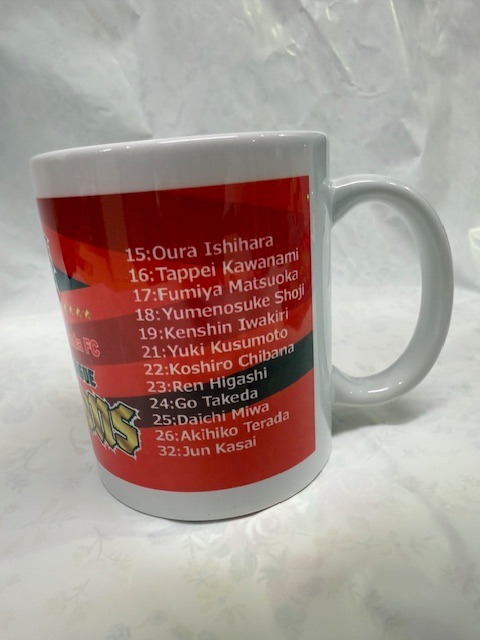 15:Oura Ishihara
16:Tappei Kawanami
17:Fumiya Matsuoka
18:Yumenosuke Shoji
19:Kenshin Iwakiri
21:Yuki Kusumoto
22:Koshiro Chibana
23:Ren Higashi
24:Go Takeda
25:Daichi Miwa
26:Akihiko Terada
32:Jun Kasai
FC